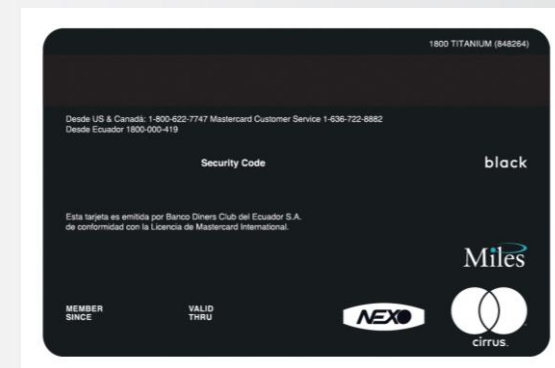 1800 TITANIUM (848264)
Desde US & Canadá: 1-800-622-7747 Mastercard Customer Service 1-636-722-8882
Desde Ecuador 1800-000-419
Security Code
black
Esta tarjeta es emitida por Banco Diners Club del Ecuador S.A.
de conformidad con la Licencia de Mastercard International.
Miles
MEMBER SINCE
VALID THRU
NEXO
cirrus.